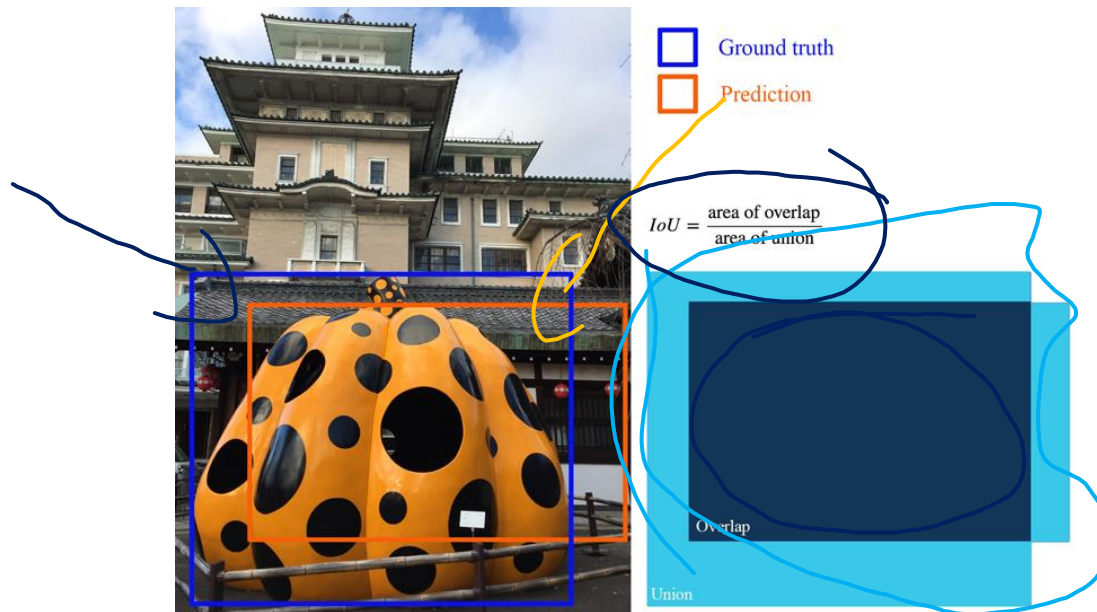 Ground truth
Prediction
IoU = area of overlap / area of union
Overlap
Union